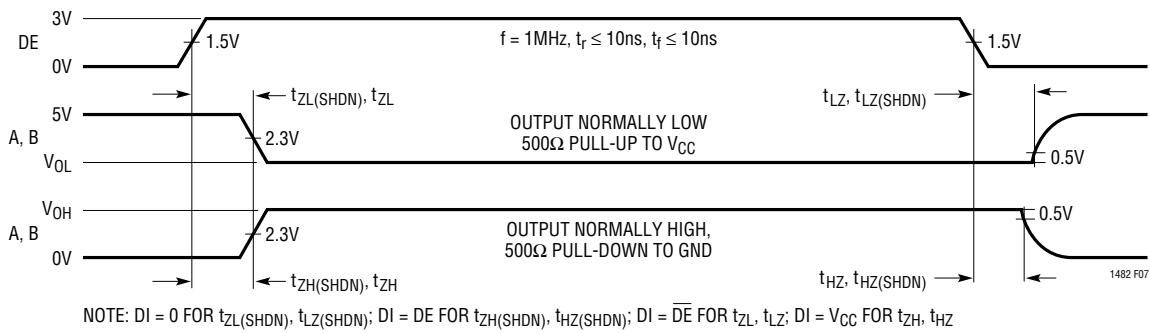 3V
DE
1.5V
f = 1MHz, tr ≤ 10ns, tf ≤ 10ns
1.5V
0V
tZL(SHDN), tZL
tLZ, tLZ(SHDN)
5V
A, B
2.3V
OUTPUT NORMALLY LOW
500Ω PULL-UP TO VCC
VOL
0.5V
VOH
A, B
2.3V
OUTPUT NORMALLY HIGH,
500Ω PULL-DOWN TO GND
0.5V
0V
tZH(SHDN), tZH
tHZ, tHZ(SHDN)
1482 F07
NOTE: DI = 0 FOR tZL(SHDN), tLZ(SHDN); DI = DE FOR tZH(SHDN), tHZ(SHDN); DI = D̅E̅ FOR tZL, tLZ; DI = VCC FOR tZH, tHZ